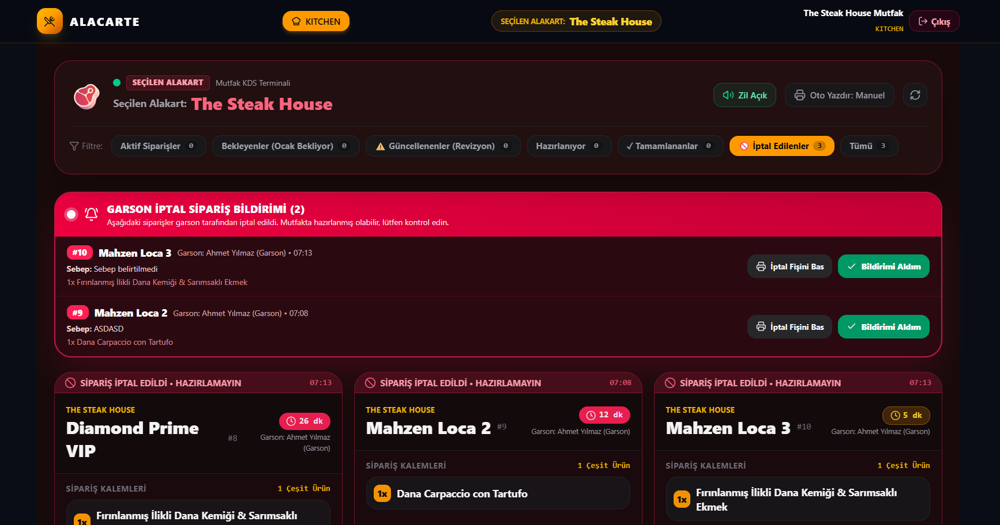 ALACARTE
KITCHEN
SEÇİLEN ALAKART: The Steak House
The Steak House Mutfak
KITCHEN
Çıkış
SEÇİLEN ALAKART
Mutfak KDS Terminali
Seçilen Alakart: The Steak House
Zil Açık
Oto Yazdır: Manuel
Filtre:
Aktif Siparişler 0
Bekleyenler (Ocak Bekliyor) 0
Güncellenenler (Revizyon) 0
Hazırlanıyor 0
✓ Tamamlananlar 0
İptal Edilenler 3
Tümü 3
GARSON İPTAL SİPARİŞ BİLDİRİMİ (2)
Aşağıdaki siparişler garson tarafından iptal edildi. Mutfakta hazırlanmış olabilir, lütfen kontrol edin.
#10 Mahzen Loca 3 Garson: Ahmet Yılmaz (Garson) • 07:13
Sebep: Sebep belirtilmedi
1x Fırınlanmış İlikli Dana Kemiği & Sarımsaklı Ekmek
İptal Fişini Bas
Bildirimi Aldım
#9 Mahzen Loca 2 Garson: Ahmet Yılmaz (Garson) • 07:08
Sebep: ASDASD
1x Dana Carpaccio con Tartufo
İptal Fişini Bas
Bildirimi Aldım
SİPARİŞ İPTAL EDİLDİ • HAZIRLAMAYIN 07:13
THE STEAK HOUSE
Diamond Prime
VIP
#8
26 dk
Garson: Ahmet Yılmaz
(Garson)
SİPARİŞ KALEMLERİ
1 Çeşit Ürün
1x
Fırınlanmış İlikli Dana Kemiği & Sarımsaklı
SİPARİŞ İPTAL EDİLDİ • HAZIRLAMAYIN 07:08
THE STEAK HOUSE
Mahzen Loca 2 #9
12 dk
Garson: Ahmet Yılmaz (Garson)
SİPARİŞ KALEMLERİ
1 Çeşit Ürün
1x Dana Carpaccio con Tartufo
SİPARİŞ İPTAL EDİLDİ • HAZIRLAMAYIN 07:13
THE STEAK HOUSE
Mahzen Loca 3 #10
5 dk
Garson: Ahmet Yılmaz (Garson)
SİPARİŞ KALEMLERİ
1 Çeşit Ürün
1x
Fırınlanmış İlikli Dana Kemiği & Sarımsaklı
Ekmek